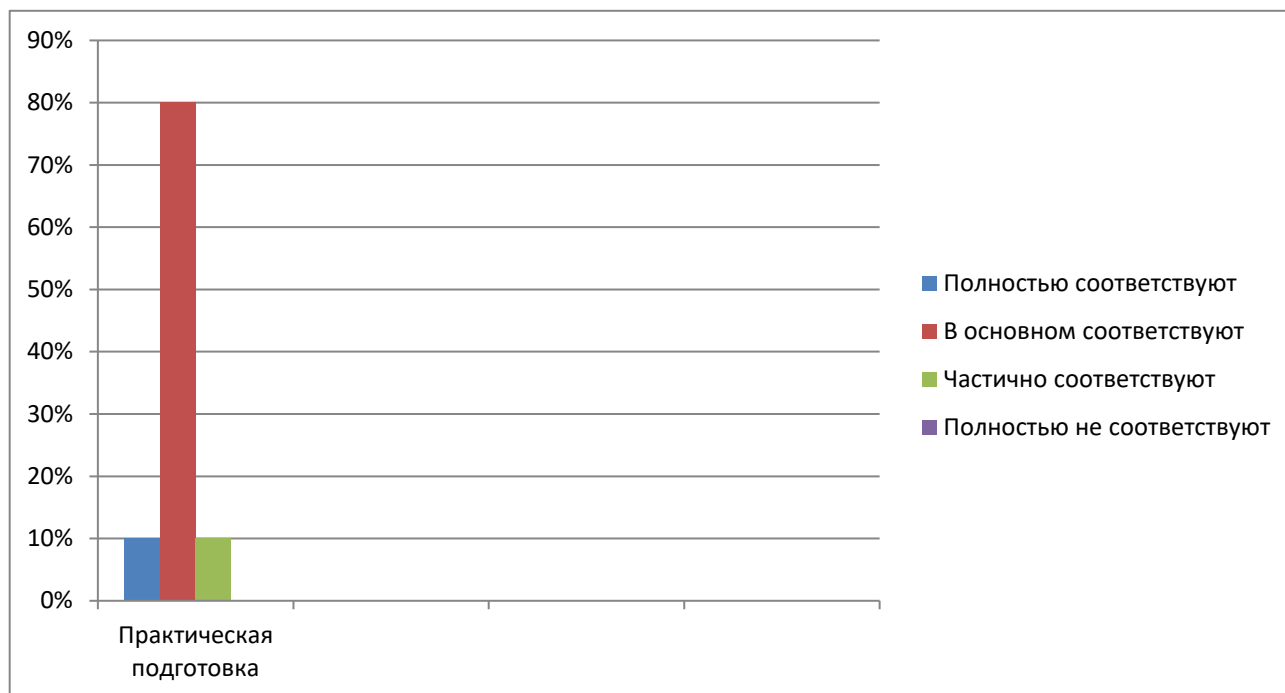 90%
80%
70%
60%
50%
40%
30%
20%
10%
0%
Практическая
подготовка
Полностью соответствуют
В основном соответствуют
Частично соответствуют
Полностью не соответствуют